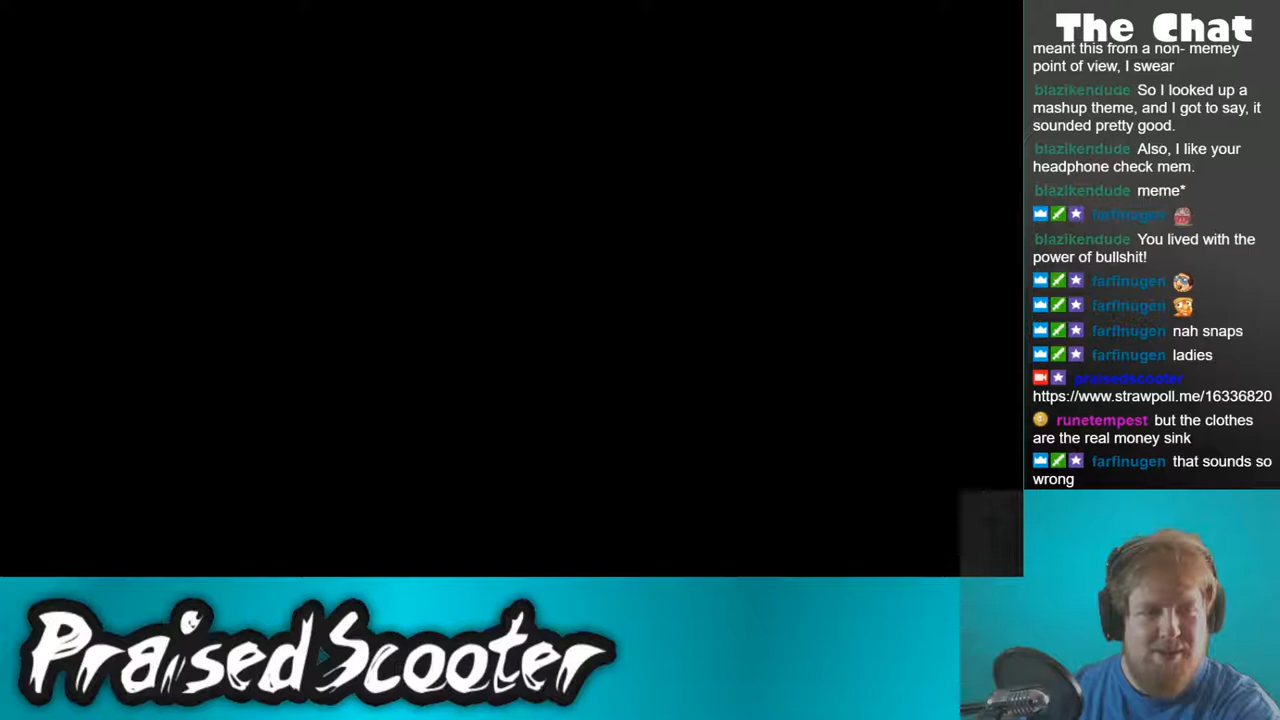 The Chat
meant this from a non- memey
point of view, I swear
blazikendude So I looked up a
mashup theme, and I got to say, it
sounded pretty good.
blazikendude Also, I like your
headphone check mem.
blazikendude meme*
farfinugen
blazikendude You lived with the
power of bullshit!
farfinugen
farfinugen
farfinugen nah snaps
farfinugen ladies
praisedscooter
https://www.strawpoll.me/16336820
runetempest but the clothes
are the real money sink
farfinugen that sounds so
wrong
PraisedScooter